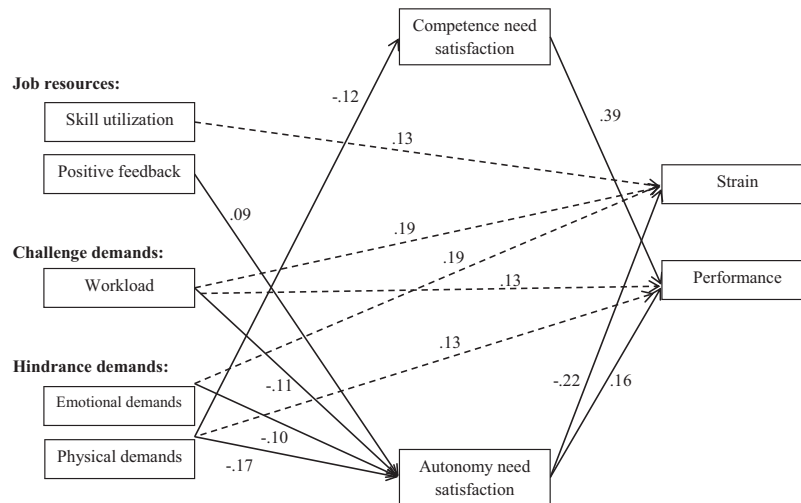 Competence need
satisfaction
Job resources:
-.12
Skill utilization
.13
.39
Positive feedback
Strain
.09
.19
Challenge demands:
.19
Workload
.13
Performance
.13
Hindrance demands:
-.11
-.22
.16
Emotional demands
-.10
Physical demands
-.17
Autonomy need
satisfaction